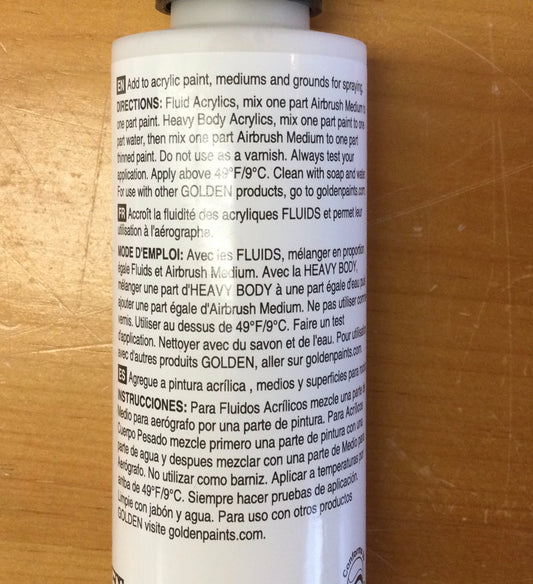 EN Add to acrylic paint, mediums and grounds for spraying.
DIRECTIONS: Fluid Acrylics, mix one part Airbrush Medium to
one part paint. Heavy Body Acrylics, mix one part paint to one
part water, then mix one part Airbrush Medium to one part
thinned paint. Do not use as a varnish. Always test your
application. Apply above 49°F/9°C. Clean with soap and water.
For use with other GOLDEN products, go to goldenpaints.com.
FR Accroît la fluidité des acryliques FLUIDS et permet leur
utilisation à l'aérographe.
MODE D'EMPLOI: Avec les FLUIDS, mélanger en proportion
égale Fluids et Airbrush Medium. Avec la HEAVY BODY,
mélanger une part d'HEAVY BODY à une part égale d'eau puis
ajouter une part égale d'Airbrush Medium. Ne pas utiliser comme
vernis. Utiliser au dessus de 49°F/9°C. Faire un test
d'application. Nettoyer avec du savon et de l'eau. Pour utilisation
avec d'autres produits GOLDEN, aller sur goldenpaints.com.
ES Agregue a pintura acrílica , medios y superficies para
INSTRUCCIONES: Para Fluidos Acrílicos mezcle una parte de
Medio para aerógrafo por una parte de pintura. Para Acrílicos
Cuerpo Pesado mezcle primero una parte de pintura con una
parte de agua y despues mezclar con una parte de Medio para
Aerógrafo. No utilizar como barniz. Aplicar a temperaturas por
arriba de 49°F/9°C. Siempre hacer pruebas de aplicación.
Limpie con jabón y agua. Para uso con otros productos
GOLDEN visite goldenpaints.com.